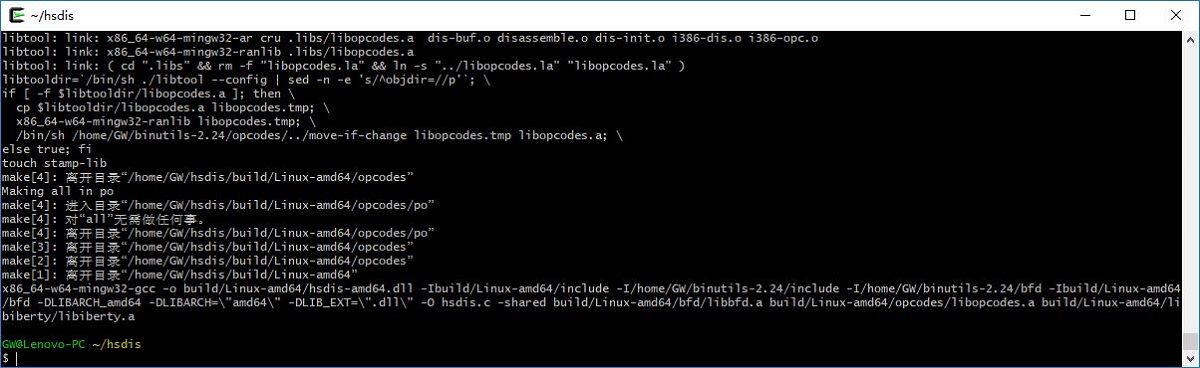 ~/hsdis
libtool: link: x86_64-w64-mingw32-ar cru .libs/libopcodes.a  dis-buf.o disassemble.o dis-init.o i386-dis.o i386-opc.o
libtool: link: x86_64-w64-mingw32-ranlib .libs/libopcodes.a
libtool: link: ( cd ".libs" && rm -f "libopcodes.la" && ln -s "../libopcodes.la" "libopcodes.la" )
libtooldir=`/bin/sh ./libtool --config | sed -n -e 's/^objdir=//p'`; \
if [ -f $libtooldir/libopcodes.a ]; then \
  cp $libtooldir/libopcodes.a libopcodes.tmp; \
  x86_64-w64-mingw32-ranlib libopcodes.tmp; \
  /bin/sh /home/GW/binutils-2.24/opcodes/../move-if-change libopcodes.tmp libopcodes.a; \
else true; fi
touch stamp-lib
make[4]: 离开目录“/home/GW/hsdis/build/Linux-amd64/opcodes”
Making all in po
make[4]: 进入目录“/home/GW/hsdis/build/Linux-amd64/opcodes/po”
make[4]: 对“all”无需做任何事。
make[4]: 离开目录“/home/GW/hsdis/build/Linux-amd64/opcodes/po”
make[3]: 离开目录“/home/GW/hsdis/build/Linux-amd64/opcodes”
make[2]: 离开目录“/home/GW/hsdis/build/Linux-amd64/opcodes”
make[1]: 离开目录“/home/GW/hsdis/build/Linux-amd64”
x86_64-w64-mingw32-gcc -o build/Linux-amd64/hsdis-amd64.dll -Ibuild/Linux-amd64/include -I/home/GW/binutils-2.24/include -I/home/GW/binutils-2.24/bfd -Ibuild/Linux-amd64
/bfd -DLIBARCH_amd64 -DLIBARCH=\"amd64\" -DLIB_EXT=\".dll\" -O hsdis.c -shared build/Linux-amd64/bfd/libbfd.a build/Linux-amd64/opcodes/libopcodes.a build/Linux-amd64/li
biberty/libiberty.a
GW@Lenovo-PC ~/hsdis
$